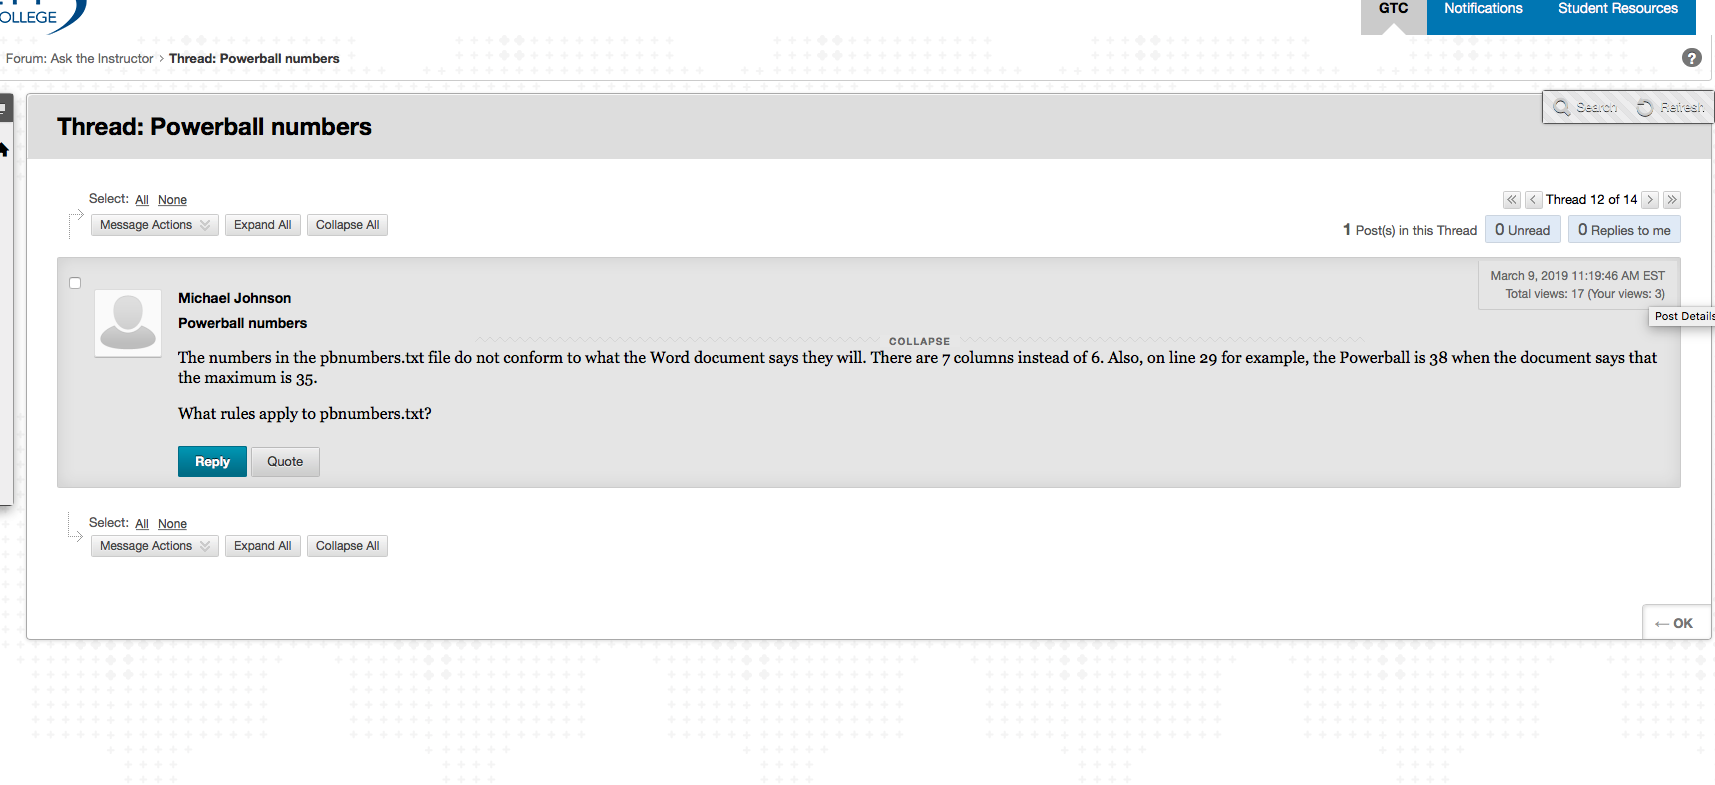 OLLEGE
GTC
Notifications
Student Resources
Forum: Ask the Instructor > Thread: Powerball numbers
?
Search
Refresh
Thread: Powerball numbers
Select: All None
Message Actions
Expand All
Collapse All
Thread 12 of 14
1 Post(s) in this Thread
0 Unread
0 Replies to me
March 9, 2019 11:19:46 AM EST
Total views: 17 (Your views: 3)
Post Details
Michael Johnson
Powerball numbers
COLLAPSE
The numbers in the pbnumbers.txt file do not conform to what the Word document says they will. There are 7 columns instead of 6. Also, on line 29 for example, the Powerball is 38 when the document says that
the maximum is 35.
What rules apply to pbnumbers.txt?
Reply
Quote
Select: All None
Message Actions
Expand All
Collapse All
← OK